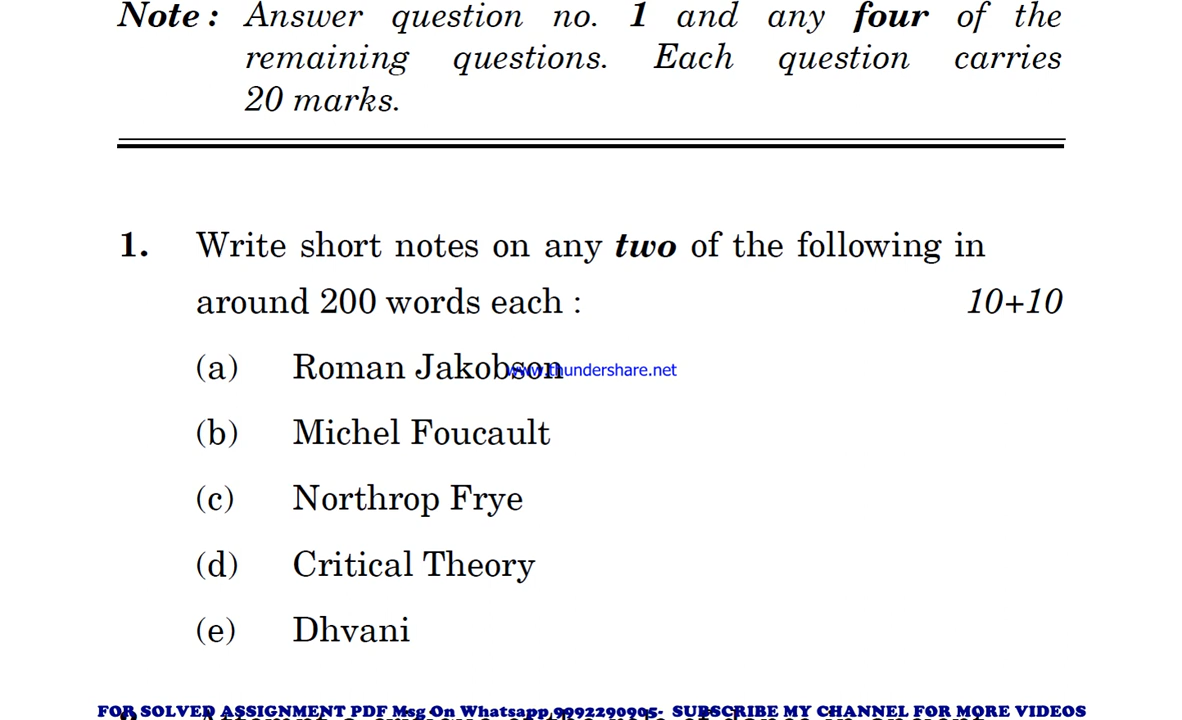 Note : Answer question no. 1 and any four of the
remaining questions. Each question carries
20 marks.
1. Write short notes on any two of the following in
around 200 words each : 10+10
(a) Roman Jakobson
www.thundershare.net
(b) Michel Foucault
(c) Northrop Frye
(d) Critical Theory
(e) Dhvani
FOR SOLVED ASSIGNMENT PDF Msg On Whatsapp 9992290905- SUBSCRIBE MY CHANNEL FOR MORE VIDEOS